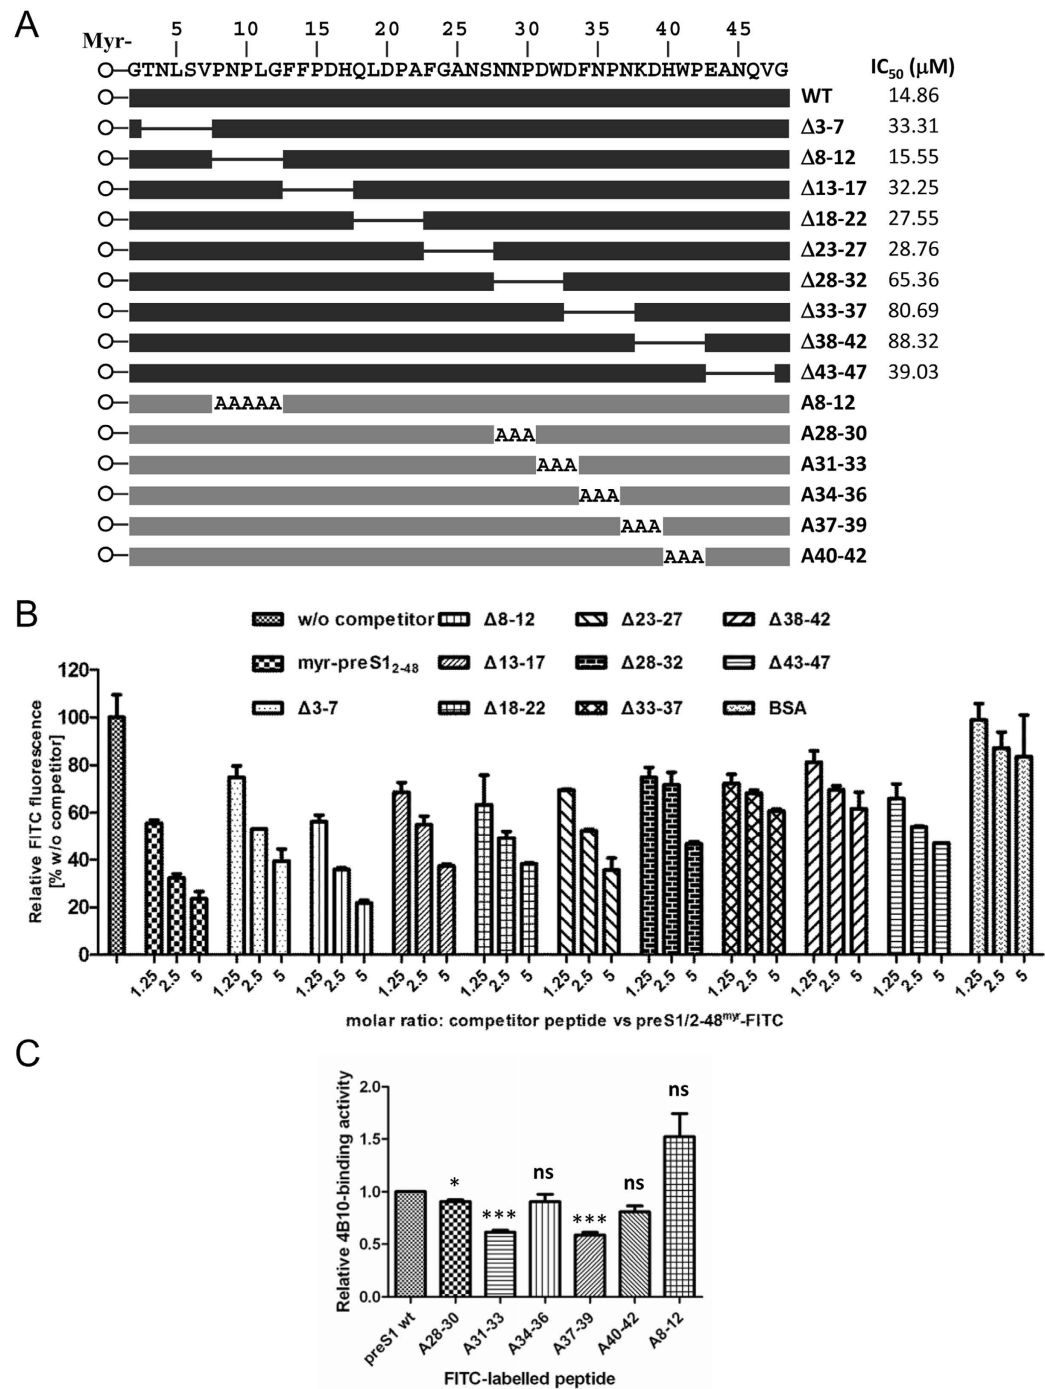 A
5 10 15 20 25 30 35 40 45
Myr-
GTNLSVPNPLGFFPDHQLDPAFGANSNNPDWDFNPNKDHWPEANQVG IC50 (μM)
WT 14.86
Δ3-7 33.31
Δ8-12 15.55
Δ13-17 32.25
Δ18-22 27.55
Δ23-27 28.76
Δ28-32 65.36
Δ33-37 80.69
Δ38-42 88.32
Δ43-47 39.03
AAAAA A8-12
AAA A28-30
AAA A31-33
AAA A34-36
AAA A37-39
AAA A40-42
B
w/o competitor Δ8-12 Δ23-27 Δ38-42
myr-preS12-48 Δ13-17 Δ28-32 Δ43-47
Δ3-7 Δ18-22 Δ33-37 BSA
Relative FITC fluorescence
[% w/o competitor]
120
100
80
60
40
20
0
1.25 2.5 5 1.25 2.5 5 1.25 2.5 5 1.25 2.5 5 1.25 2.5 5 1.25 2.5 5 1.25 2.5 5 1.25 2.5 5 1.25 2.5 5 1.25 2.5 5 1.25 2.5 5
molar ratio: competitor peptide vs preS1/2-48myr-FITC
C
Relative 4B10-binding activity
2.0
1.5
1.0
0.5
0.0
* *** ns *** ns ns
preS1 wt A28-30 A31-33 A34-36 A37-39 A40-42 A8-12
FITC-labelled peptide